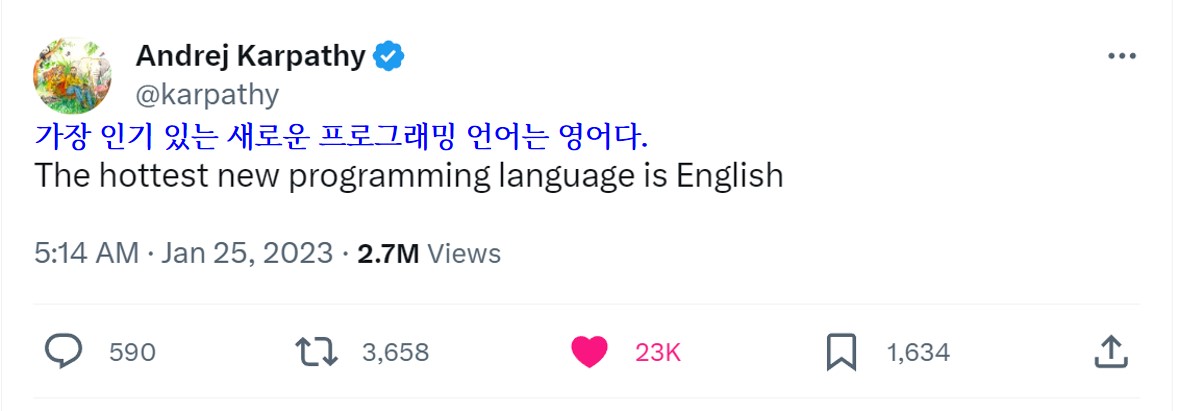 Andrej Karpathy
@karpathy
가장 인기 있는 새로운 프로그래밍 언어는 영어다.
The hottest new programming language is English
5:14 AM · Jan 25, 2023 · 2.7M Views
590 3,658 23K 1,634